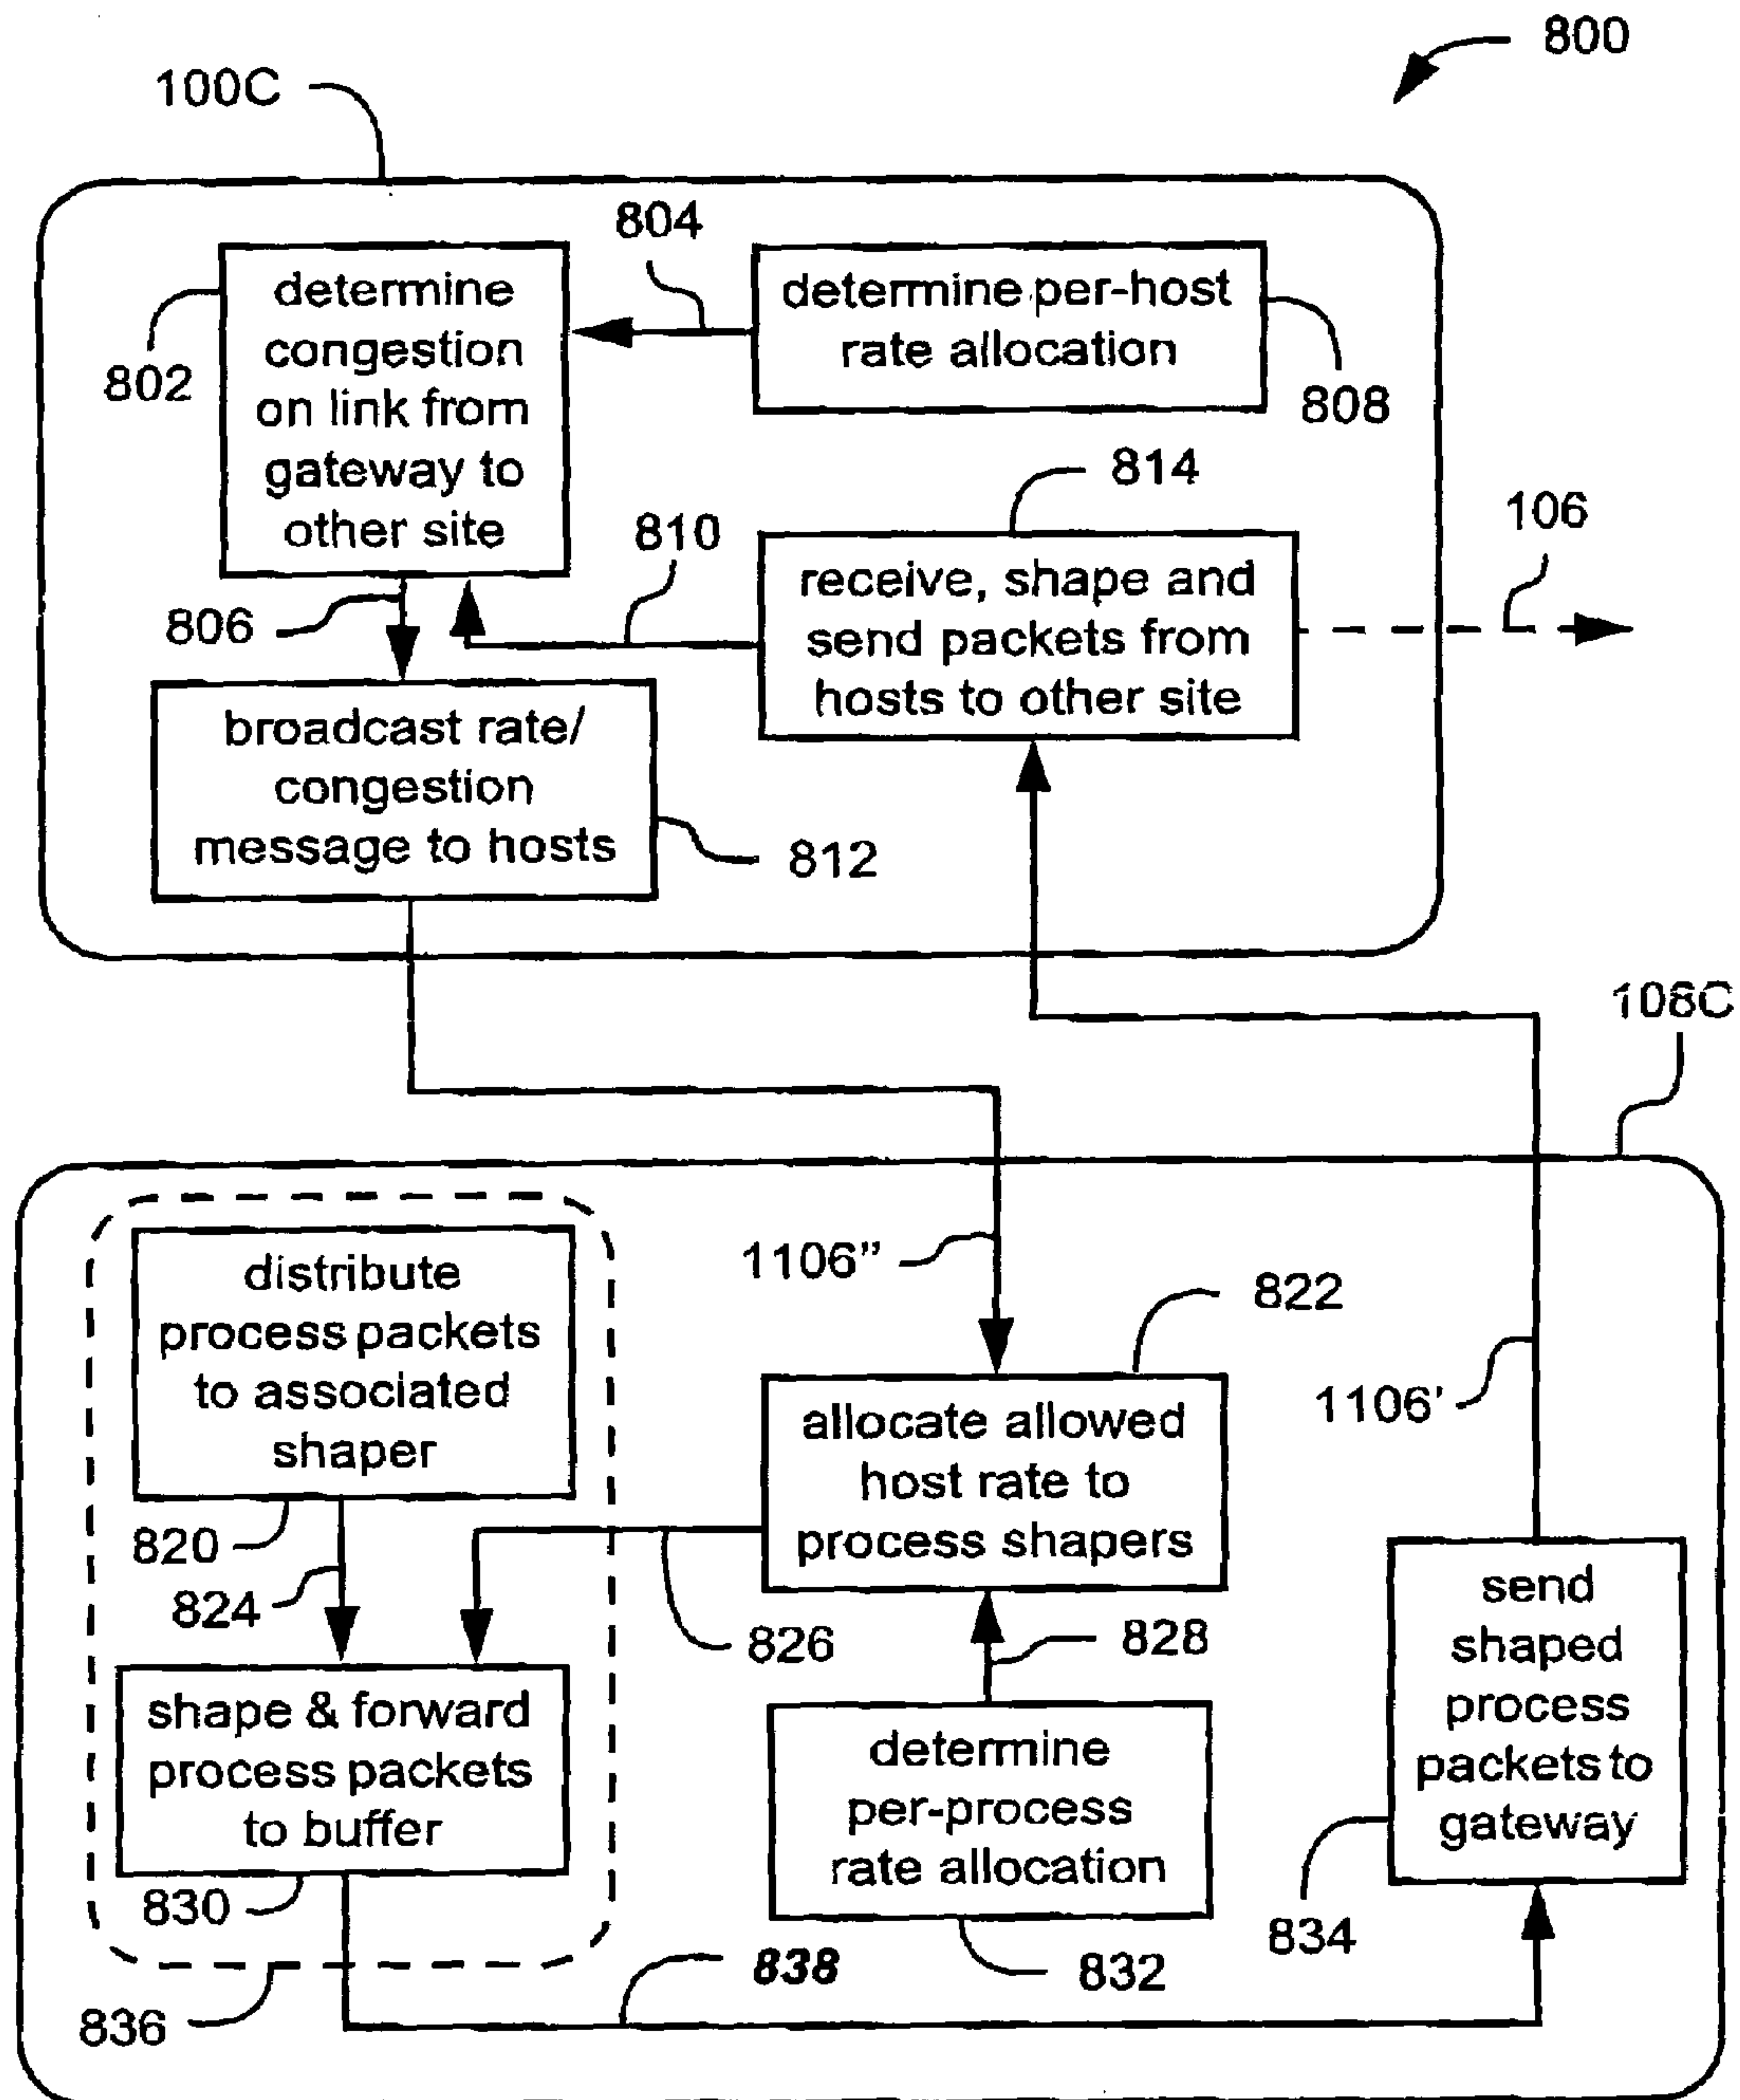 800
100C
804
determine
congestion
on link from
gateway to
other site
802
determine per-host
rate allocation
808
814
810
106
receive, shape and
send packets from
hosts to other site
806
broadcast rate/
congestion
message to hosts
812
108C
distribute
process packets
to associated
shaper
1106”
822
1106’
allocate allowed
host rate to
process shapers
820
824
826
828
send
shaped
process
packets to
gateway
shape & forward
process packets
to buffer
determine
per-process
rate allocation
830
834
838
832
836